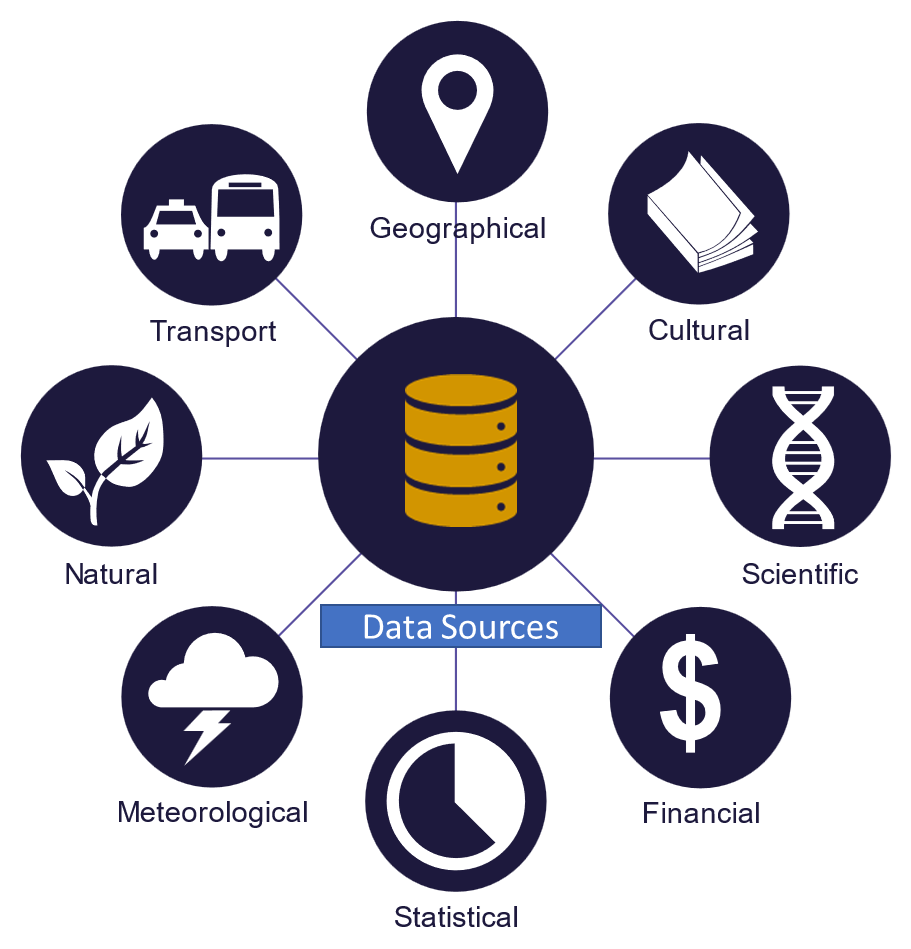 Geographical
Transport
Cultural
Natural
Scientific
Data Sources
Meteorological
Financial
Statistical